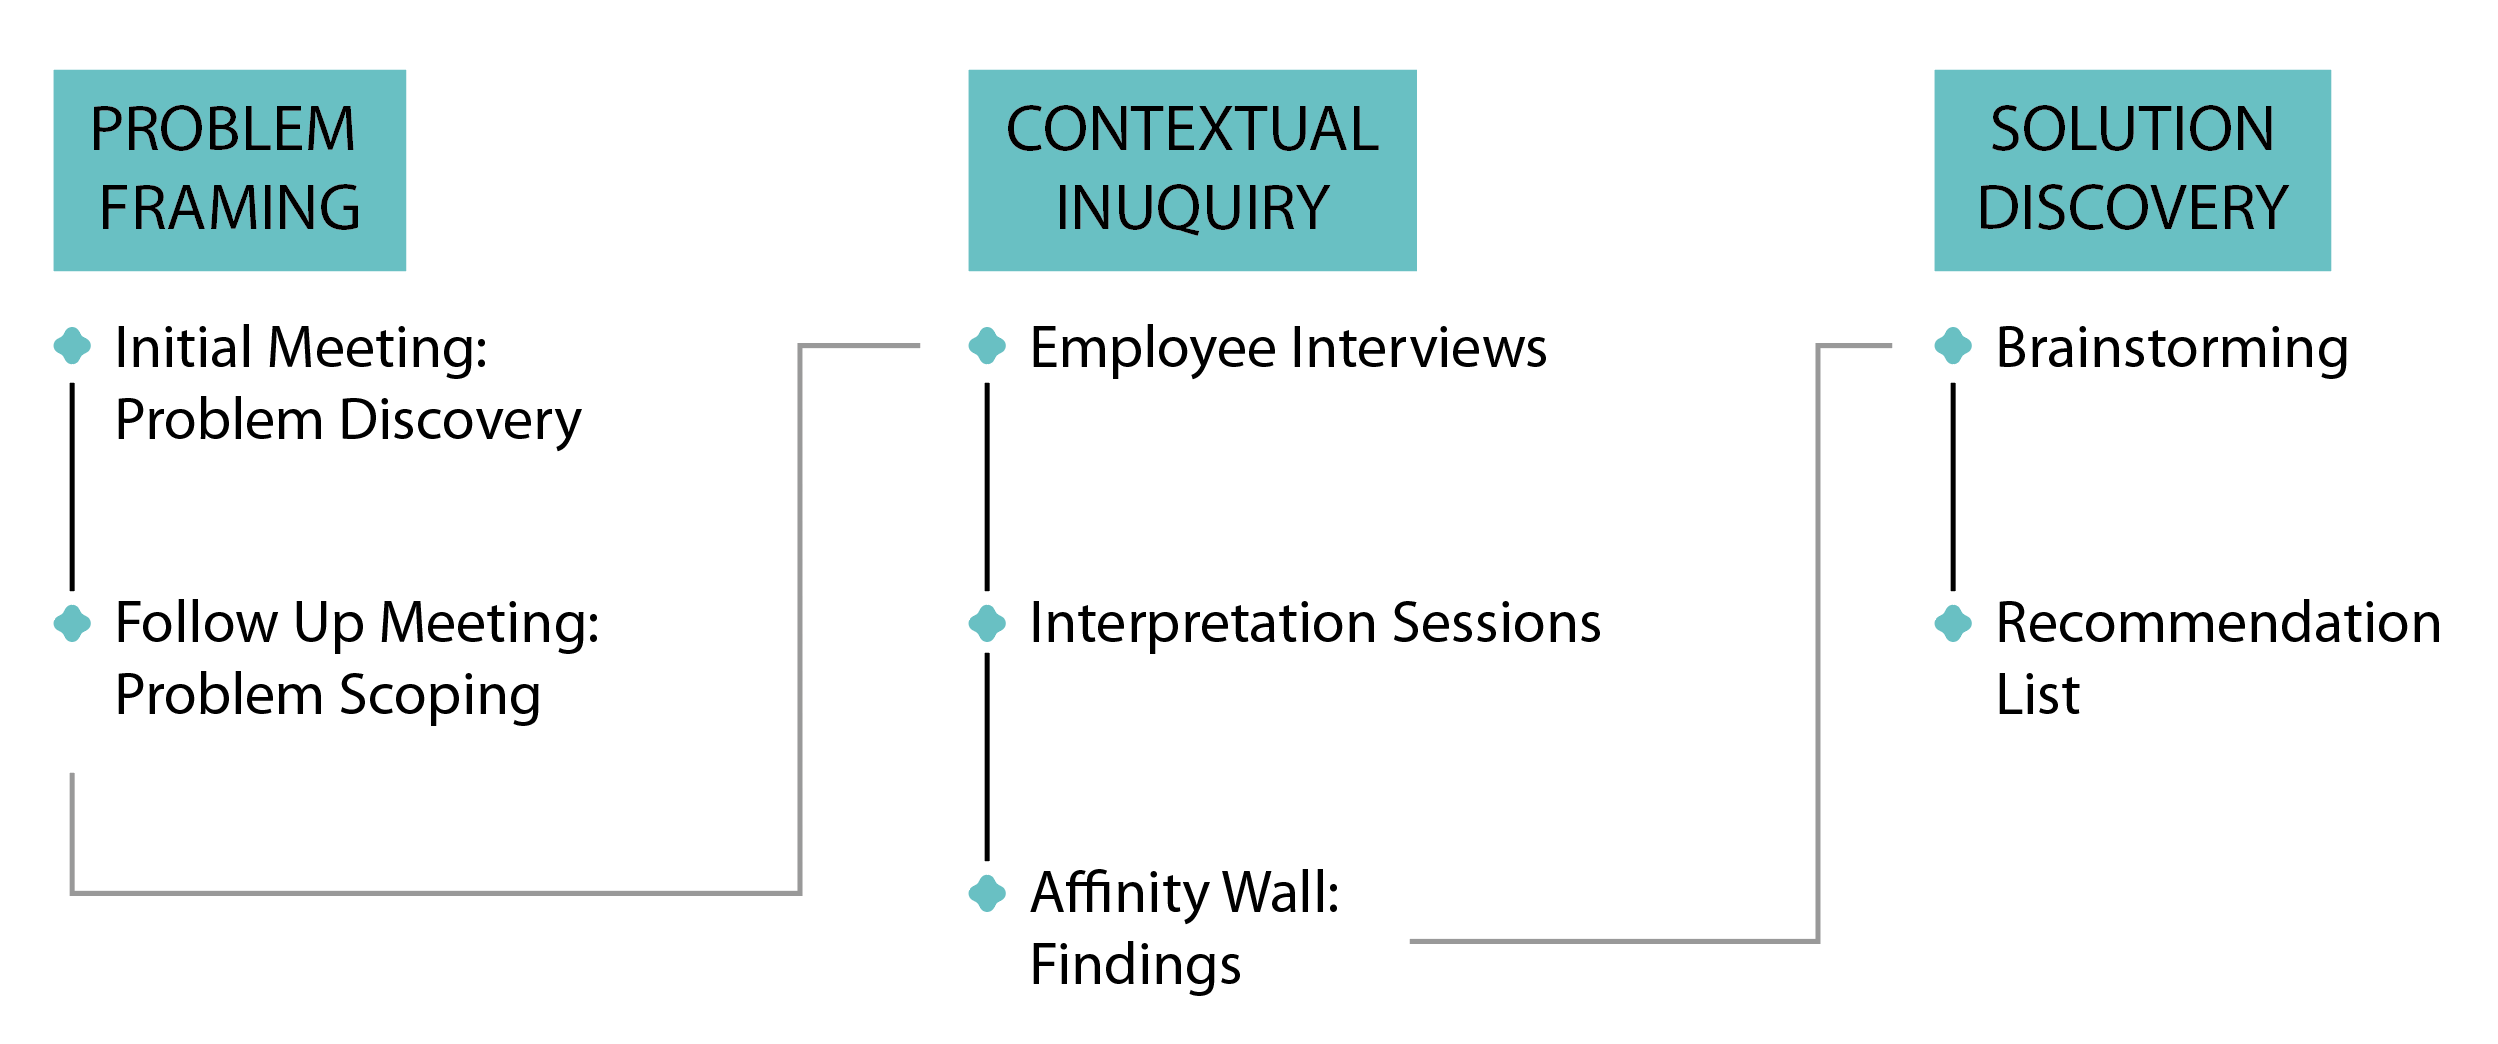 PROBLEM
FRAMING
Initial Meeting:
Problem Discovery
Follow Up Meeting:
Problem Scoping
CONTEXTUAL
INUQUIRY
Employee Interviews
Interpretation Sessions
Affinity Wall:
Findings
SOLUTION
DISCOVERY
Brainstorming
Recommendation
List